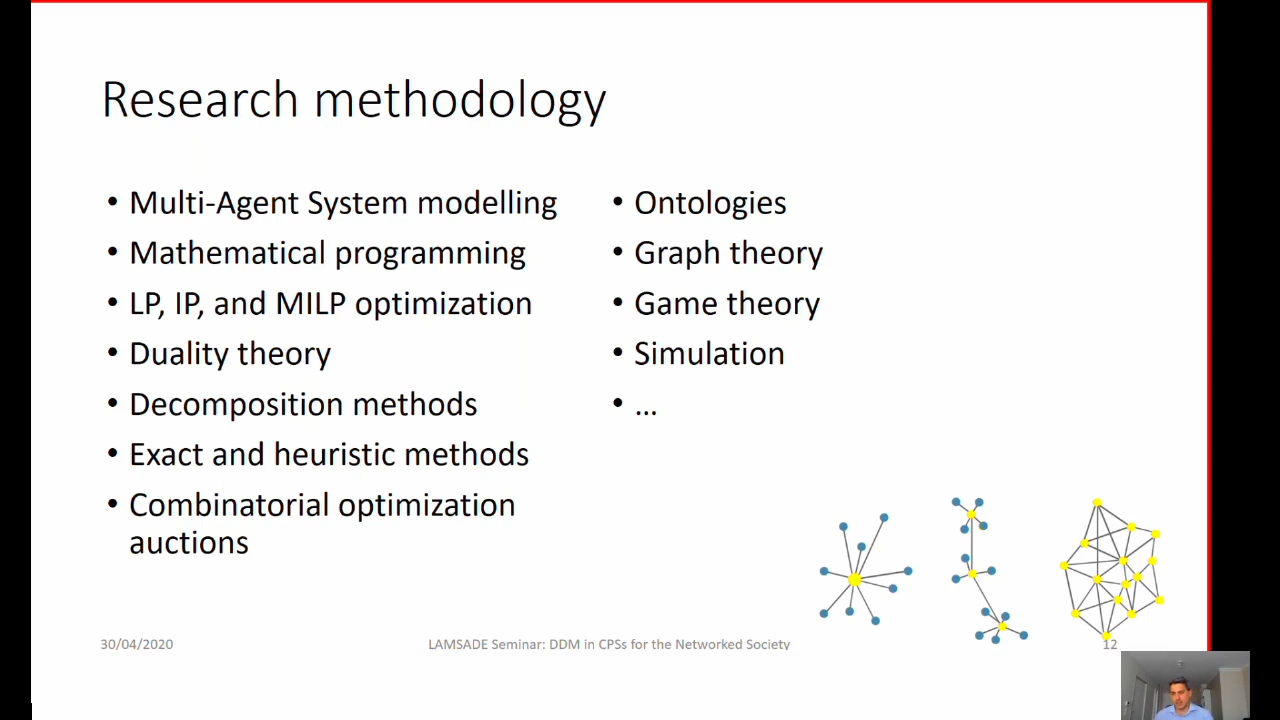 Research methodology
• Multi-Agent System modelling
• Mathematical programming
• LP, IP, and MILP optimization
• Duality theory
• Decomposition methods
• Exact and heuristic methods
• Combinatorial optimization
auctions
• Ontologies
• Graph theory
• Game theory
• Simulation
• ...
30/04/2020
LAMSADE Seminar: DDM in CPSs for the Networked Society
12